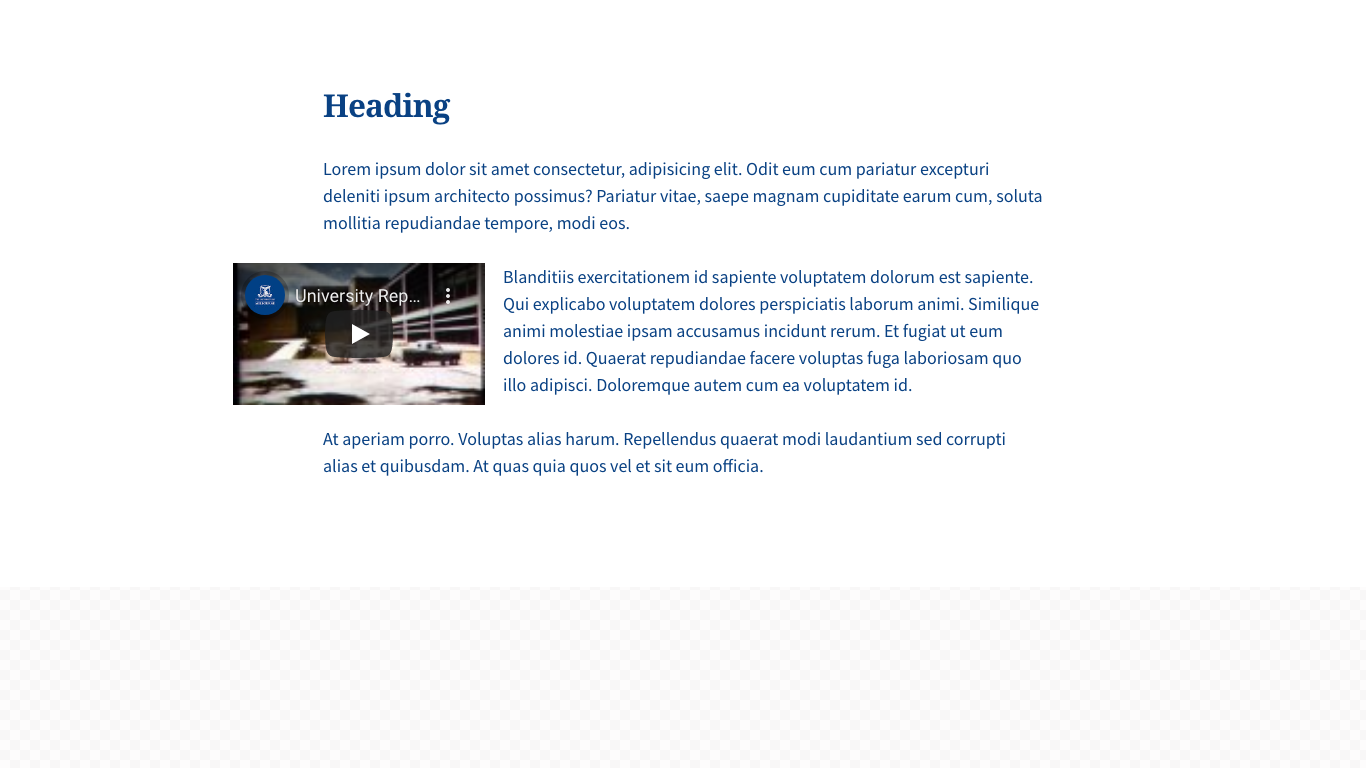 Heading
Lorem ipsum dolor sit amet consectetur, adipisicing elit. Odit eum cum pariatur excepturi
deleniti ipsum architecto possimus? Pariatur vitae, saepe magnam cupiditate earum cum, soluta
mollitia repudiandae tempore, modi eos.
University Rep...
Blanditiis exercitationem id sapiente voluptatem dolorum est sapiente.
Qui explicabo voluptatem dolores perspiciatis laborum animi. Similique
animi molestiae ipsam accusamus incidunt rerum. Et fugiat ut eum
dolores id. Quaerat repudiandae facere voluptas fuga laboriosam quo
illo adipisci. Doloremque autem cum ea voluptatem id.
At aperiam porro. Voluptas alias harum. Repellendus quaerat modi laudantium sed corrupti
alias et quibusdam. At quas quia quos vel et sit eum officia.